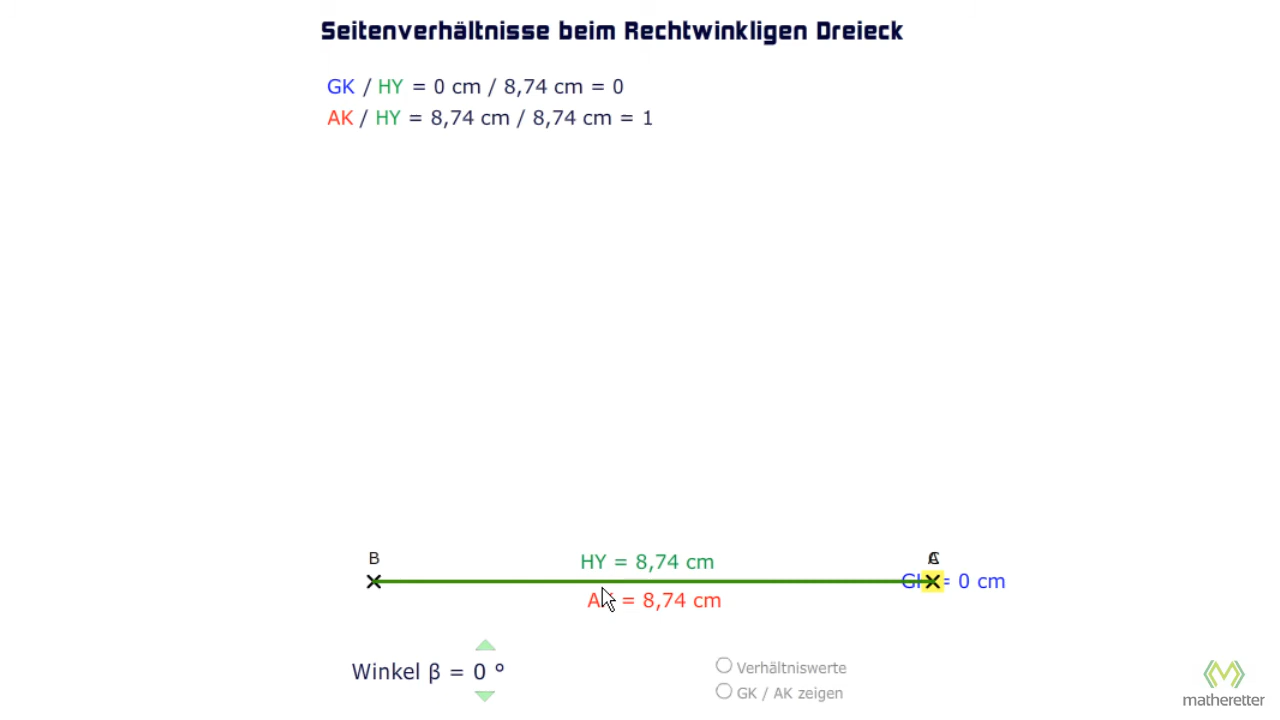 Seitenverhältnisse beim Rechtwinkligen Dreieck
GK / HY = 0 cm / 8,74 cm = 0
AK / HY = 8,74 cm / 8,74 cm = 1
B
HY = 8,74 cm
= 0 cm
= 8,74 cm
Winkel β = 0 °
Verhältniswerte
GK / AK zeigen
matheretter